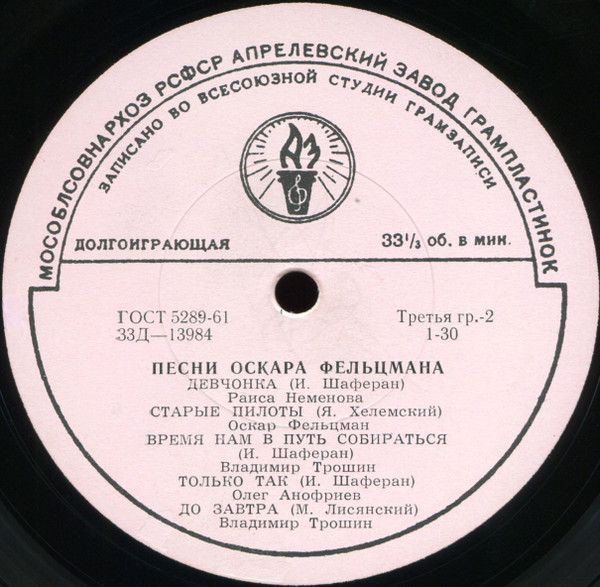 МОСОБЛСОВНАРХОЗ РСФСР АПРЕЛЕВСКИЙ ЗАВОД ГРАМПЛАСТИНОК
ЗАПИСАНО ВО ВСЕСОЮЗНОЙ СТУДИИ ГРАМЗАПИСИ
АЗ
ДОЛГОИГРАЮЩАЯ
33 1/3 об. в мин.
ГОСТ 5289-61
Третья гр.-2
33Д—13984
1-30
ПЕСНИ ОСКАРА ФЕЛЬЦМАНА
ДЕВЧОНКА (И. Шаферан)
Раиса Неменова
СТАРЫЕ ПИЛОТЫ (Я. Хелемский)
Оскар Фельцман
ВРЕМЯ НАМ В ПУТЬ СОБИРАТЬСЯ
(И. Шаферан)
Владимир Трошин
ТОЛЬКО ТАК (И. Шаферан)
Олег Анофриев
ДО ЗАВТРА (М. Лисянский)
Владимир Трошин